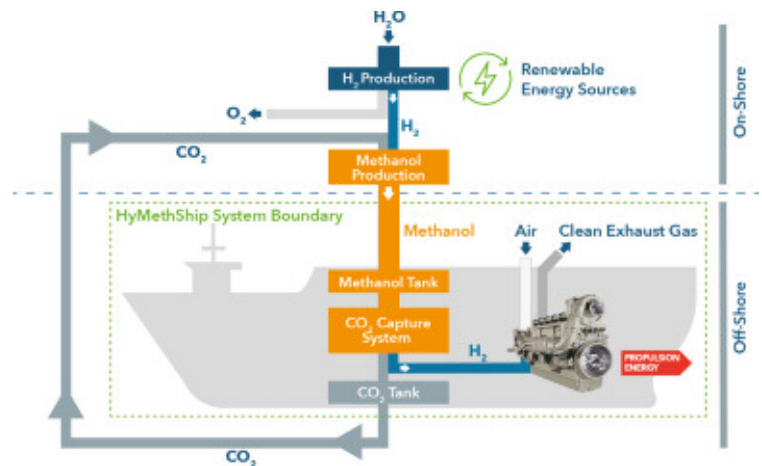 H₂O
H₂ Production
Renewable
Energy Sources
O₂
H₂
CO₂
Methanol
Production
On-Shore
HyMethShip System Boundary
Methanol
Air
Clean Exhaust Gas
Methanol Tank
CO₂ Capture
System
H₂
PROPULSION
ENERGY
CO₂ Tank
Off-Shore
CO₂